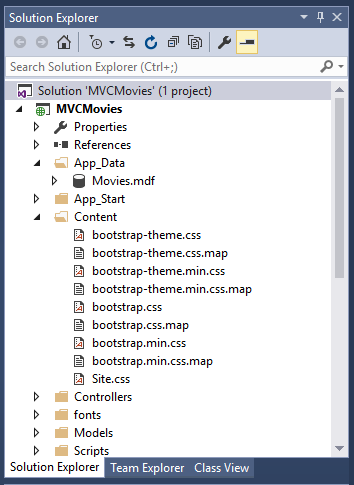 Solution Explorer
Search Solution Explorer (Ctrl+;)
Solution 'MVCMovies' (1 project)
MVCMovies
Properties
References
App_Data
Movies.mdf
App_Start
Content
bootstrap-theme.css
bootstrap-theme.css.map
bootstrap-theme.min.css
bootstrap-theme.min.css.map
bootstrap.css
bootstrap.css.map
bootstrap.min.css
bootstrap.min.css.map
Site.css
Controllers
fonts
Models
Scripts
Solution Explorer Team Explorer Class View